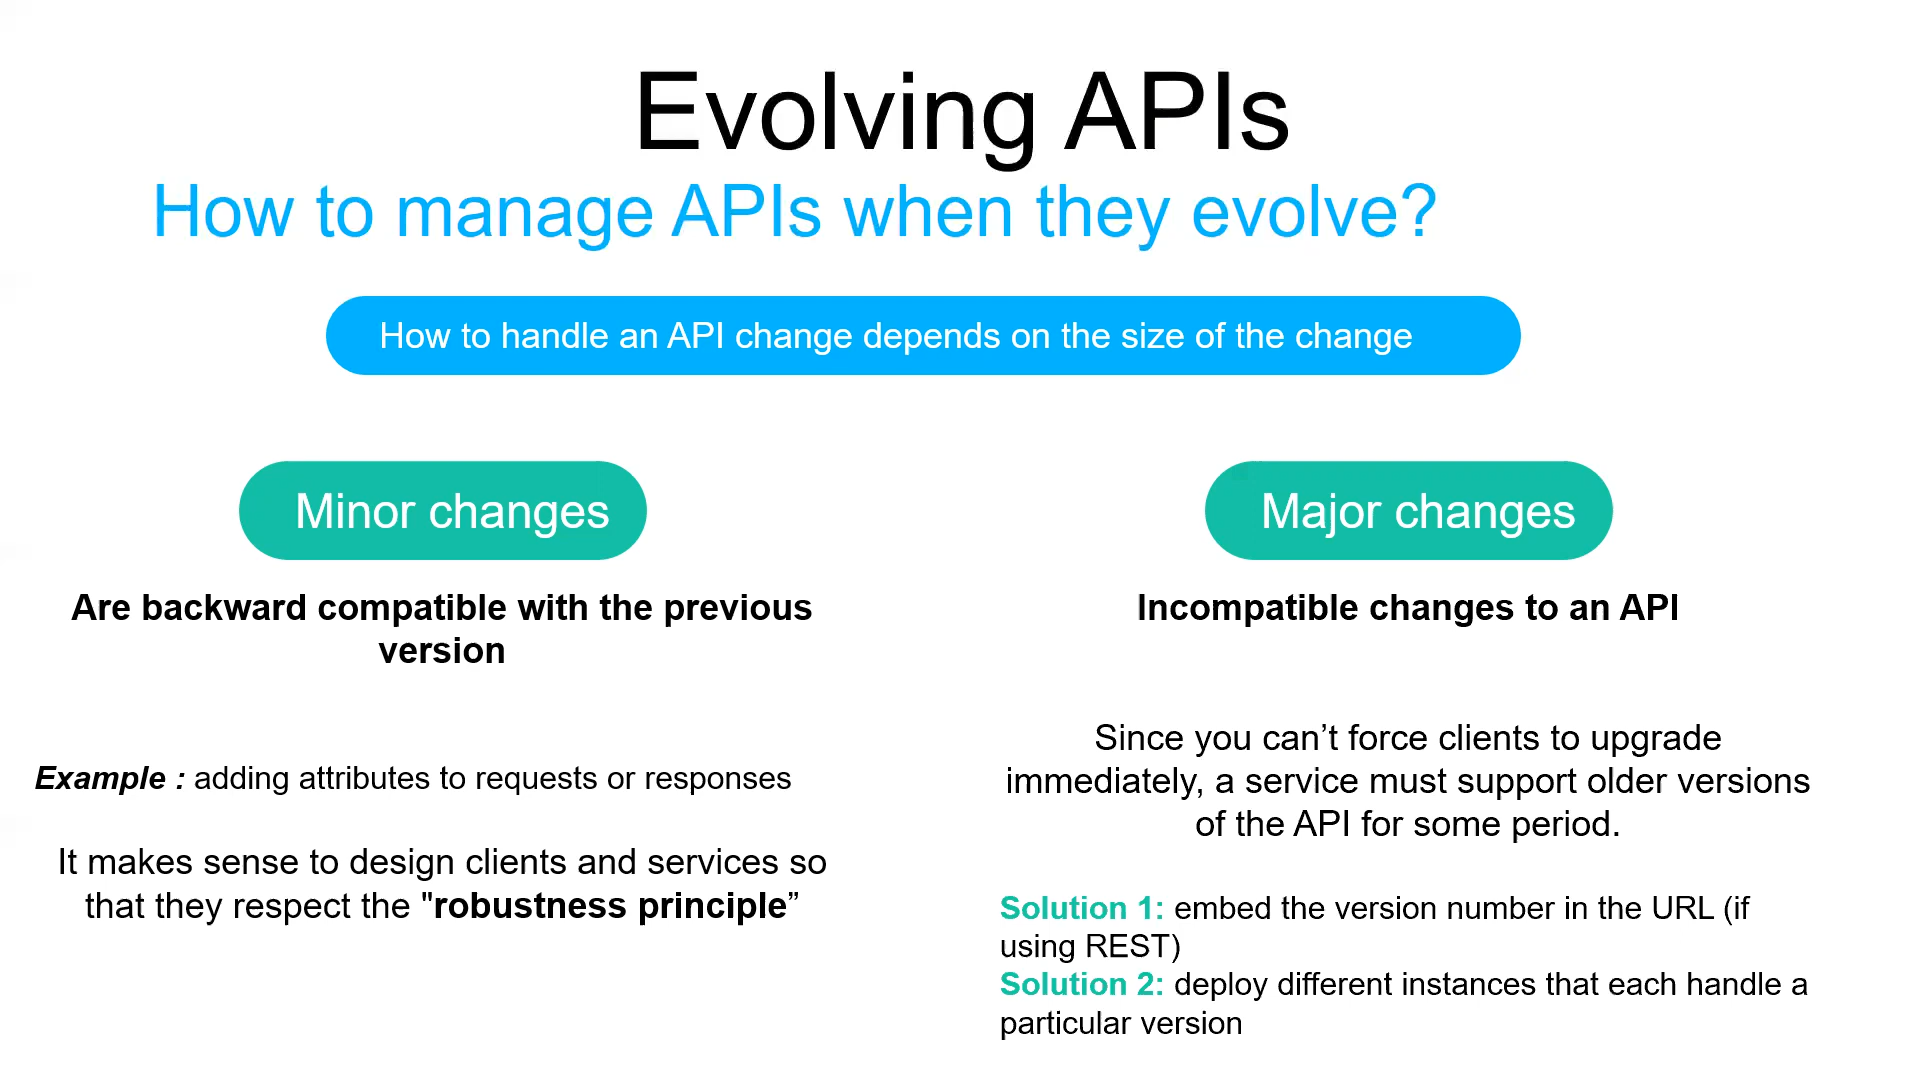 Evolving APIs
How to manage APIs when they evolve?
How to handle an API change depends on the size of the change
Minor changes
Are backward compatible with the previous
version
Example : adding attributes to requests or responses
It makes sense to design clients and services so
that they respect the "robustness principle”
Major changes
Incompatible changes to an API
Since you can’t force clients to upgrade
immediately, a service must support older versions
of the API for some period.
Solution 1: embed the version number in the URL (if
using REST)
Solution 2: deploy different instances that each handle a
particular version